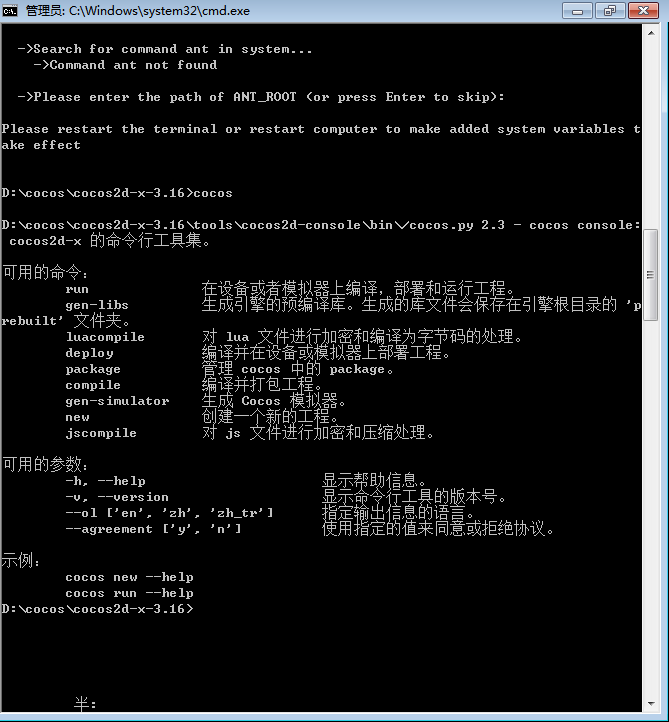 管理员: C:\Windows\system32\cmd.exe
->Search for command ant in system...
->Command ant not found
->Please enter the path of ANT_ROOT (or press Enter to skip):
Please restart the terminal or restart computer to make added system variables t
ake effect
D:\cocos\cocos2d-x-3.16>cocos
D:\cocos\cocos2d-x-3.16\tools\cocos2d-console\bin\/cocos.py 2.3 - cocos console:
cocos2d-x 的命令行工具集。
可用的命令：
run 在设备或者模拟器上编译，部署和运行工程。
gen-libs 生成引擎的预编译库。生成的库文件会保存在引擎根目录的 'p
rebuilt' 文件夹。
luacompile 对 lua 文件进行加密和编译为字节码的处理。
deploy 编译并在设备或模拟器上部署工程。
package 管理 cocos 中的 package。
compile 编译并打包工程。
gen-simulator 生成 Cocos 模拟器。
new 创建一个新的工程。
jscompile 对 js 文件进行加密和压缩处理。
可用的参数：
-h, --help 显示帮助信息。
-v, --version 显示命令行工具的版本号。
--ol ['en', 'zh', 'zh_tr'] 指定输出信息的语言。
--agreement ['y', 'n'] 使用指定的值来同意或拒绝协议。
示例：
cocos new --help
cocos run --help
D:\cocos\cocos2d-x-3.16>
半：